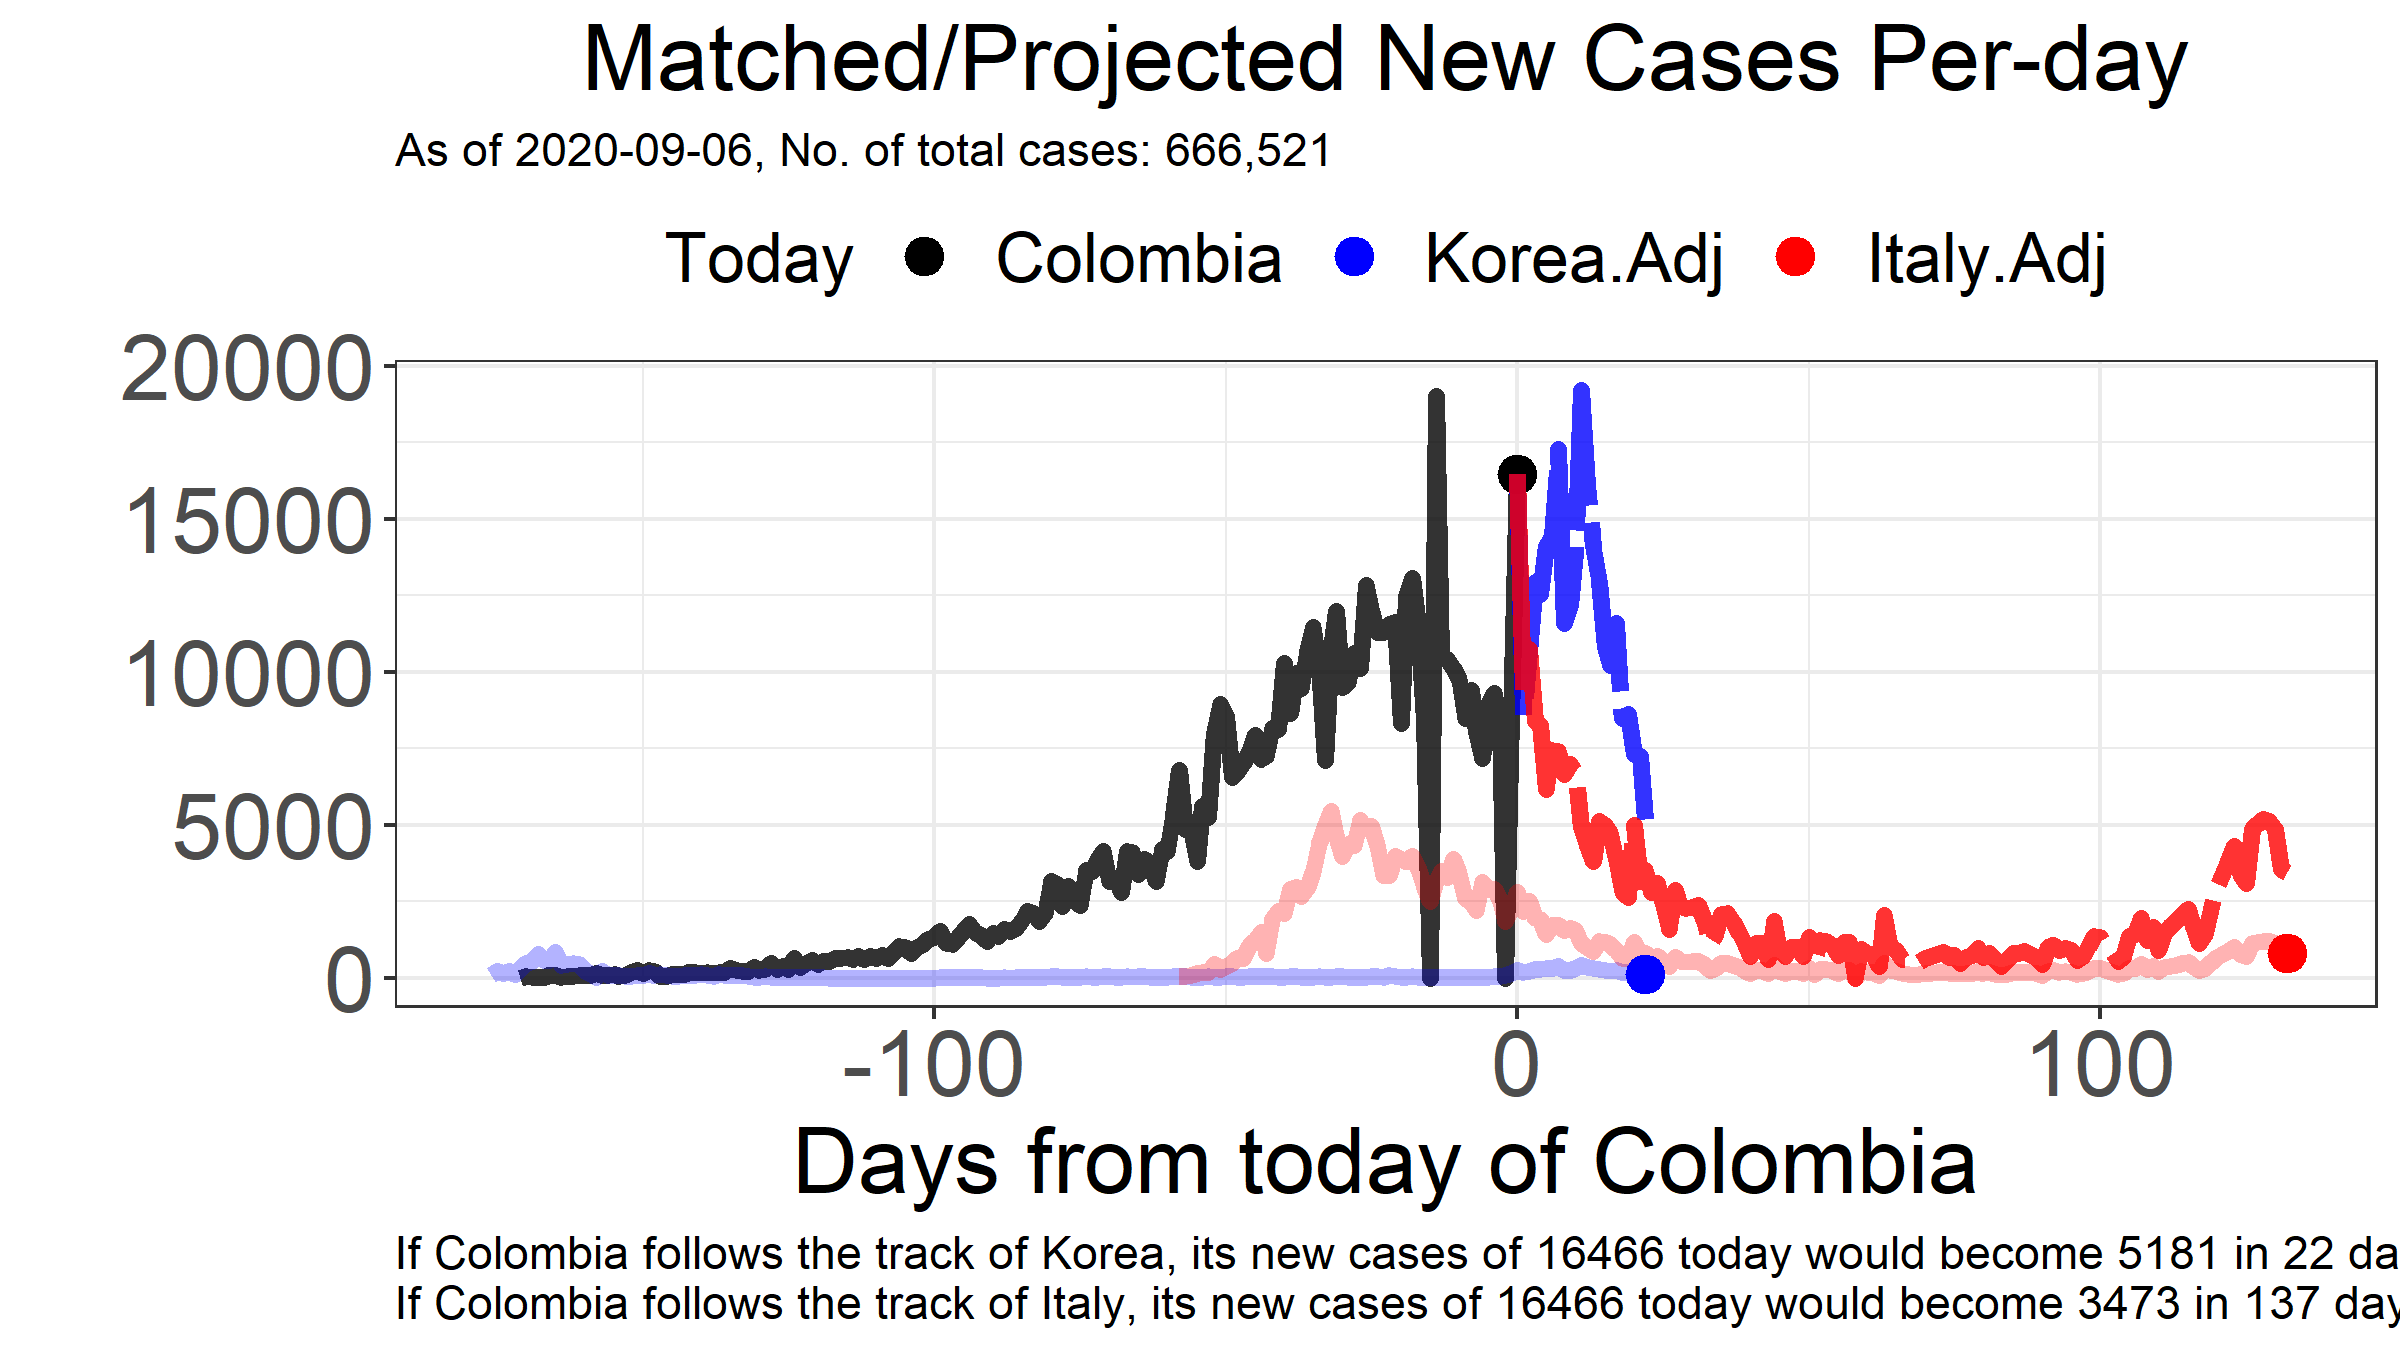 Matched/Projected New Cases Per-day
As of 2020-09-06, No. of total cases: 666,521
Today Colombia Korea.Adj Italy.Adj
20000
15000
10000
5000
0
-100 0 100
Days from today of Colombia
If Colombia follows the track of Korea, its new cases of 16466 today would become 5181 in 22 da
If Colombia follows the track of Italy, its new cases of 16466 today would become 3473 in 137 day